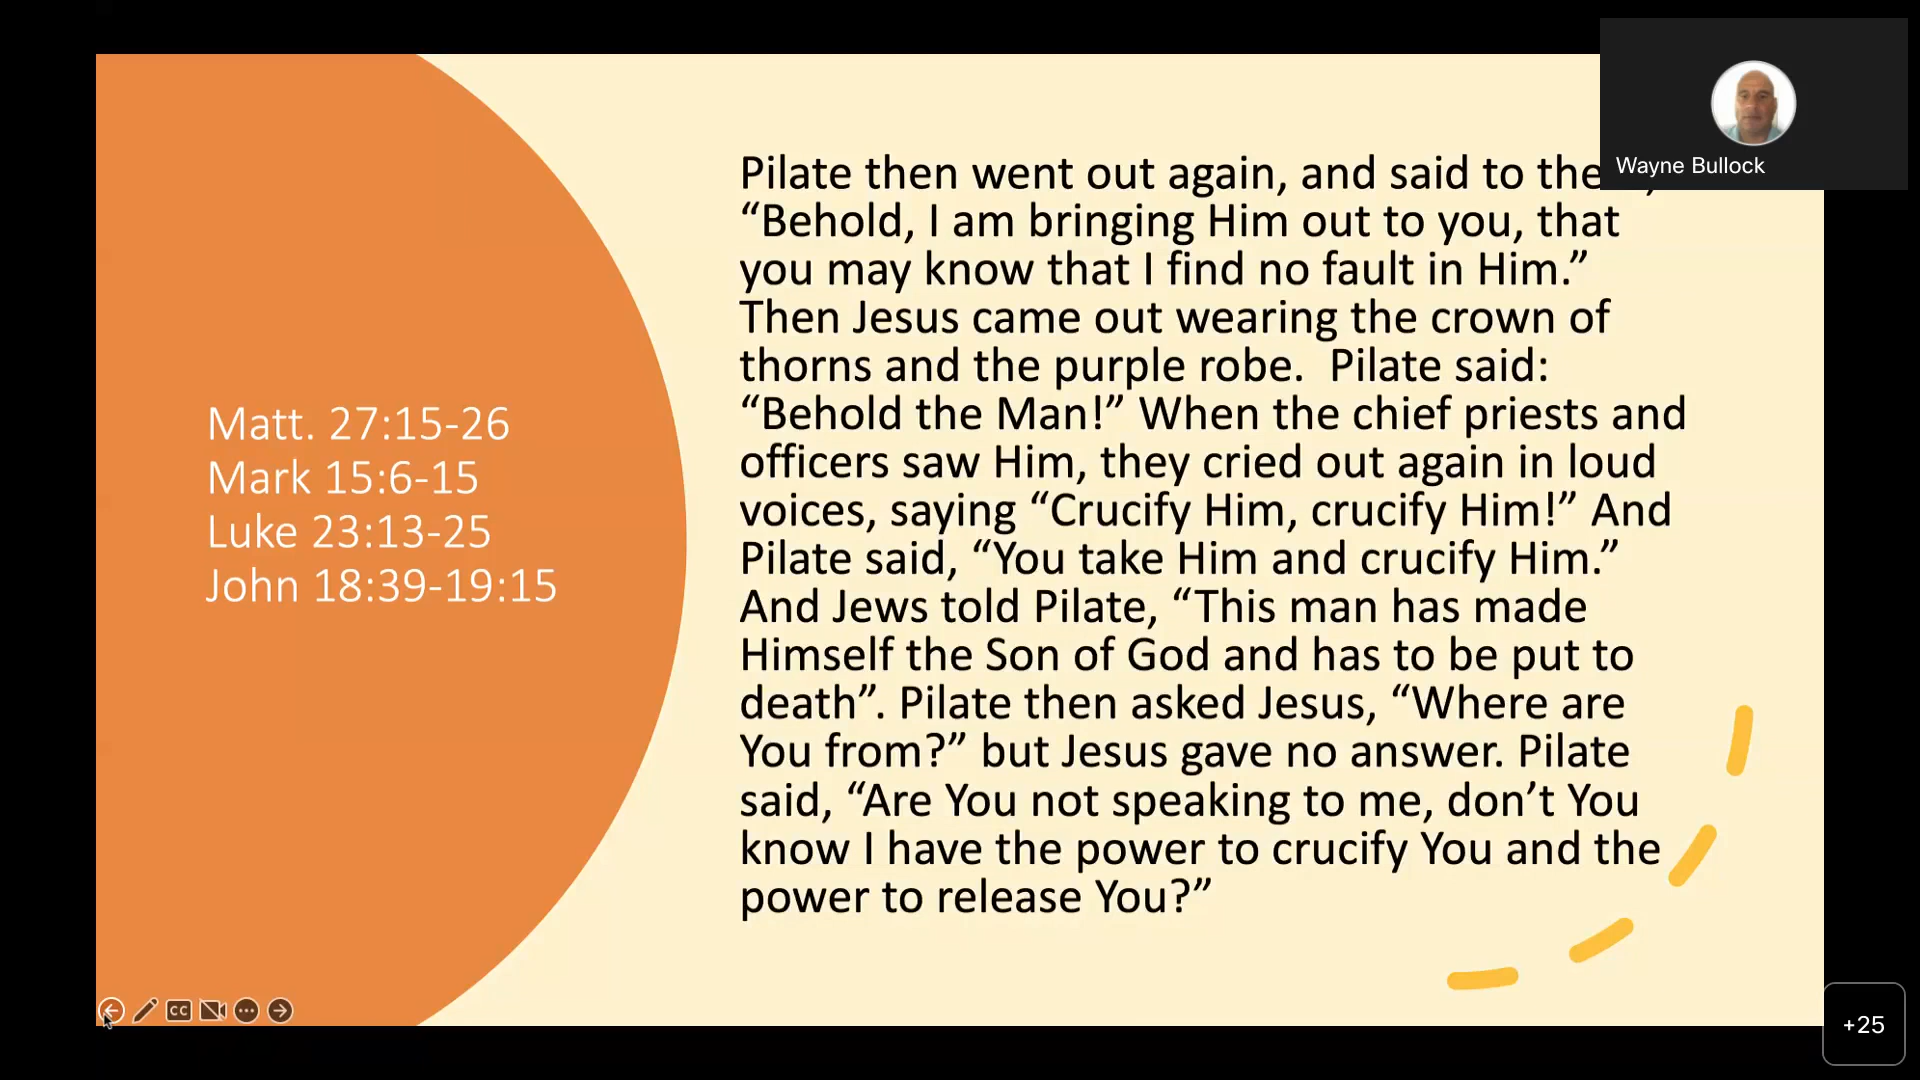 Wayne Bullock
Matt. 27:15-26
Mark 15:6-15
Luke 23:13-25
John 18:39-19:15
Pilate then went out again, and said to
“Behold, I am bringing Him out to you, that
you may know that I find no fault in Him.”
Then Jesus came out wearing the crown of
thorns and the purple robe.  Pilate said:
“Behold the Man!” When the chief priests and
officers saw Him, they cried out again in loud
voices, saying “Crucify Him, crucify Him!” And
Pilate said, “You take Him and crucify Him.”
And Jews told Pilate, “This man has made
Himself the Son of God and has to be put to
death”. Pilate then asked Jesus, “Where are
You from?” but Jesus gave no answer. Pilate
said, “Are You not speaking to me, don’t You
know I have the power to crucify You and the
power to release You?”
CC
+25